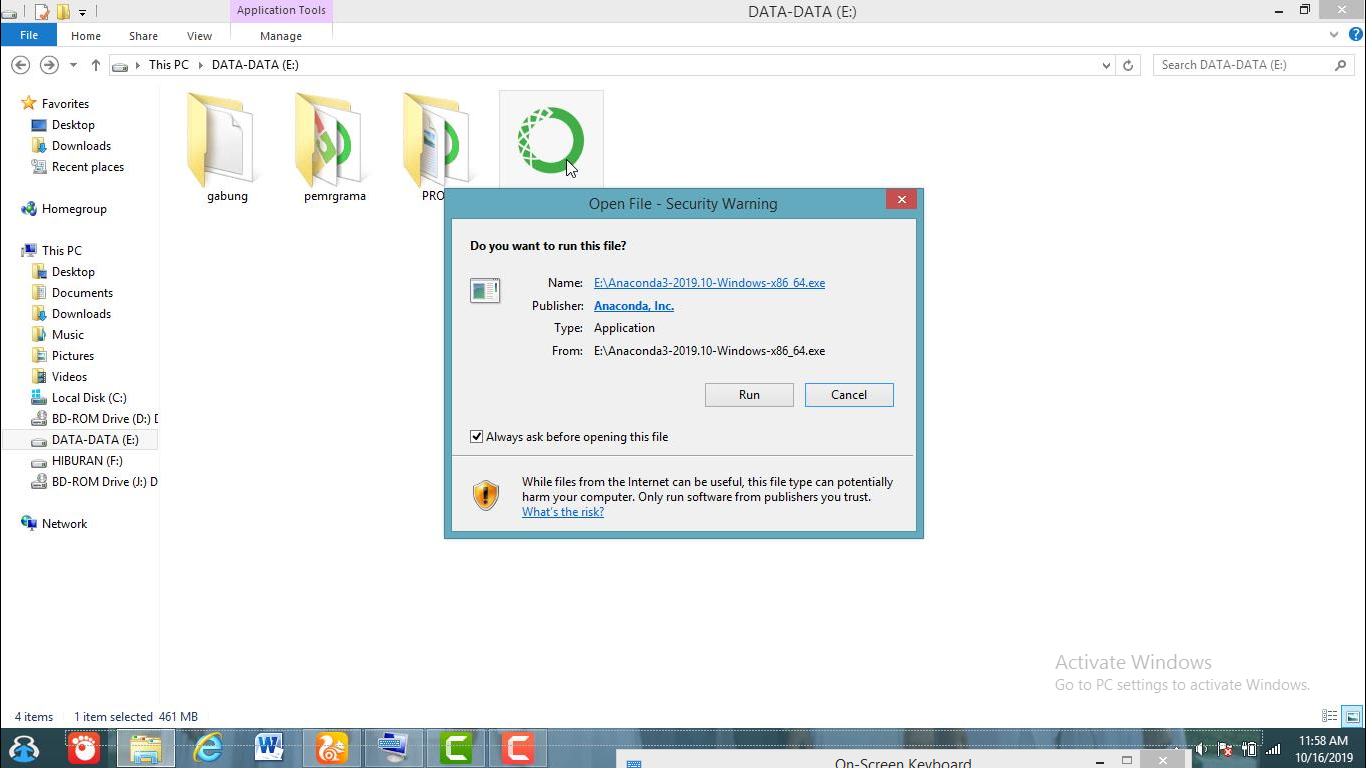 Application Tools
DATA-DATA (E:)
File Home Share View Manage
This PC DATA-DATA (E:)
Search DATA-DATA (E:)
Favorites
Desktop
Downloads
Recent places
Homegroup
This PC
Desktop
Documents
Downloads
Music
Pictures
Videos
Local Disk (C:)
BD-ROM Drive (D:) D
DATA-DATA (E:)
HIBURAN (F:)
BD-ROM Drive (J:) D
Network
gabung
pemrgrama
PRO
Open File - Security Warning
Do you want to run this file?
Name: E:\Anaconda3-2019.10-Windows-x86_64.exe
Publisher: Anaconda, Inc.
Type: Application
From: E:\Anaconda3-2019.10-Windows-x86_64.exe
Run Cancel
Always ask before opening this file
While files from the Internet can be useful, this file type can potentially
harm your computer. Only run software from publishers you trust.
What's the risk?
Activate Windows
Go to PC settings to activate Windows.
4 items 1 item selected 461 MB
On-Screen Keyboard
11:58 AM
10/16/2019